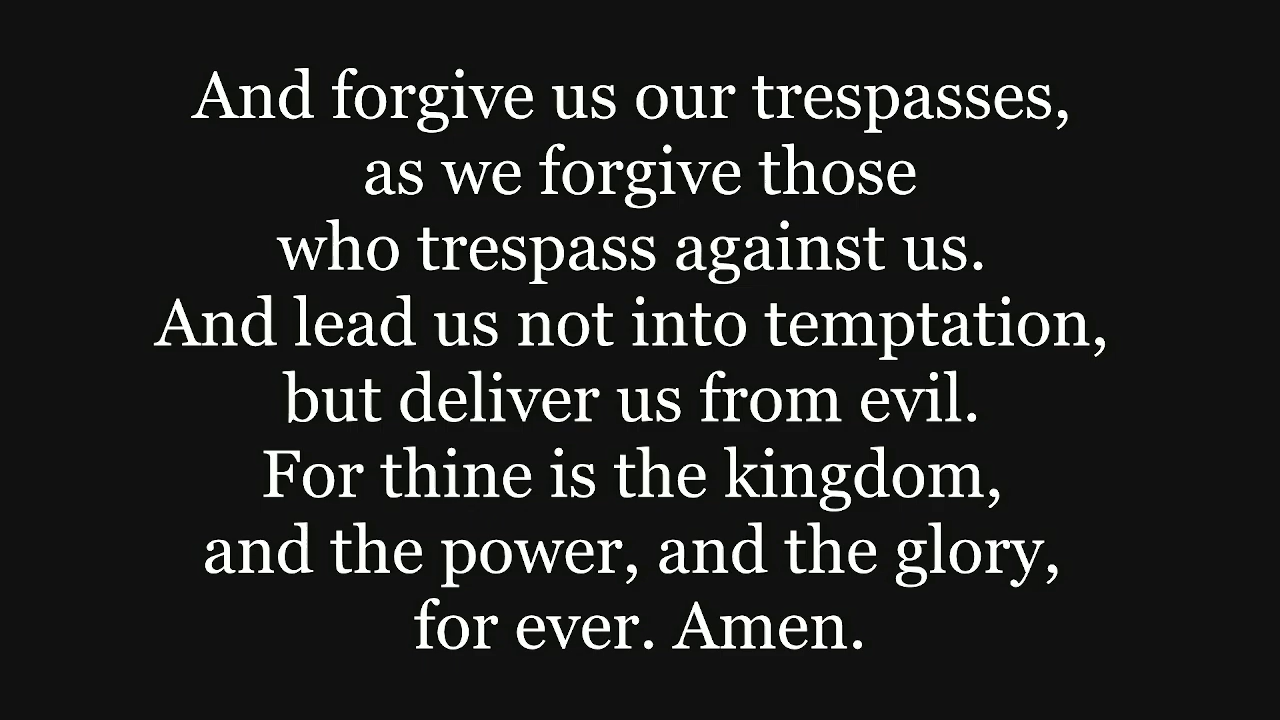 And forgive us our trespasses,
as we forgive those
who trespass against us.
And lead us not into temptation,
but deliver us from evil.
For thine is the kingdom,
and the power, and the glory,
for ever. Amen.